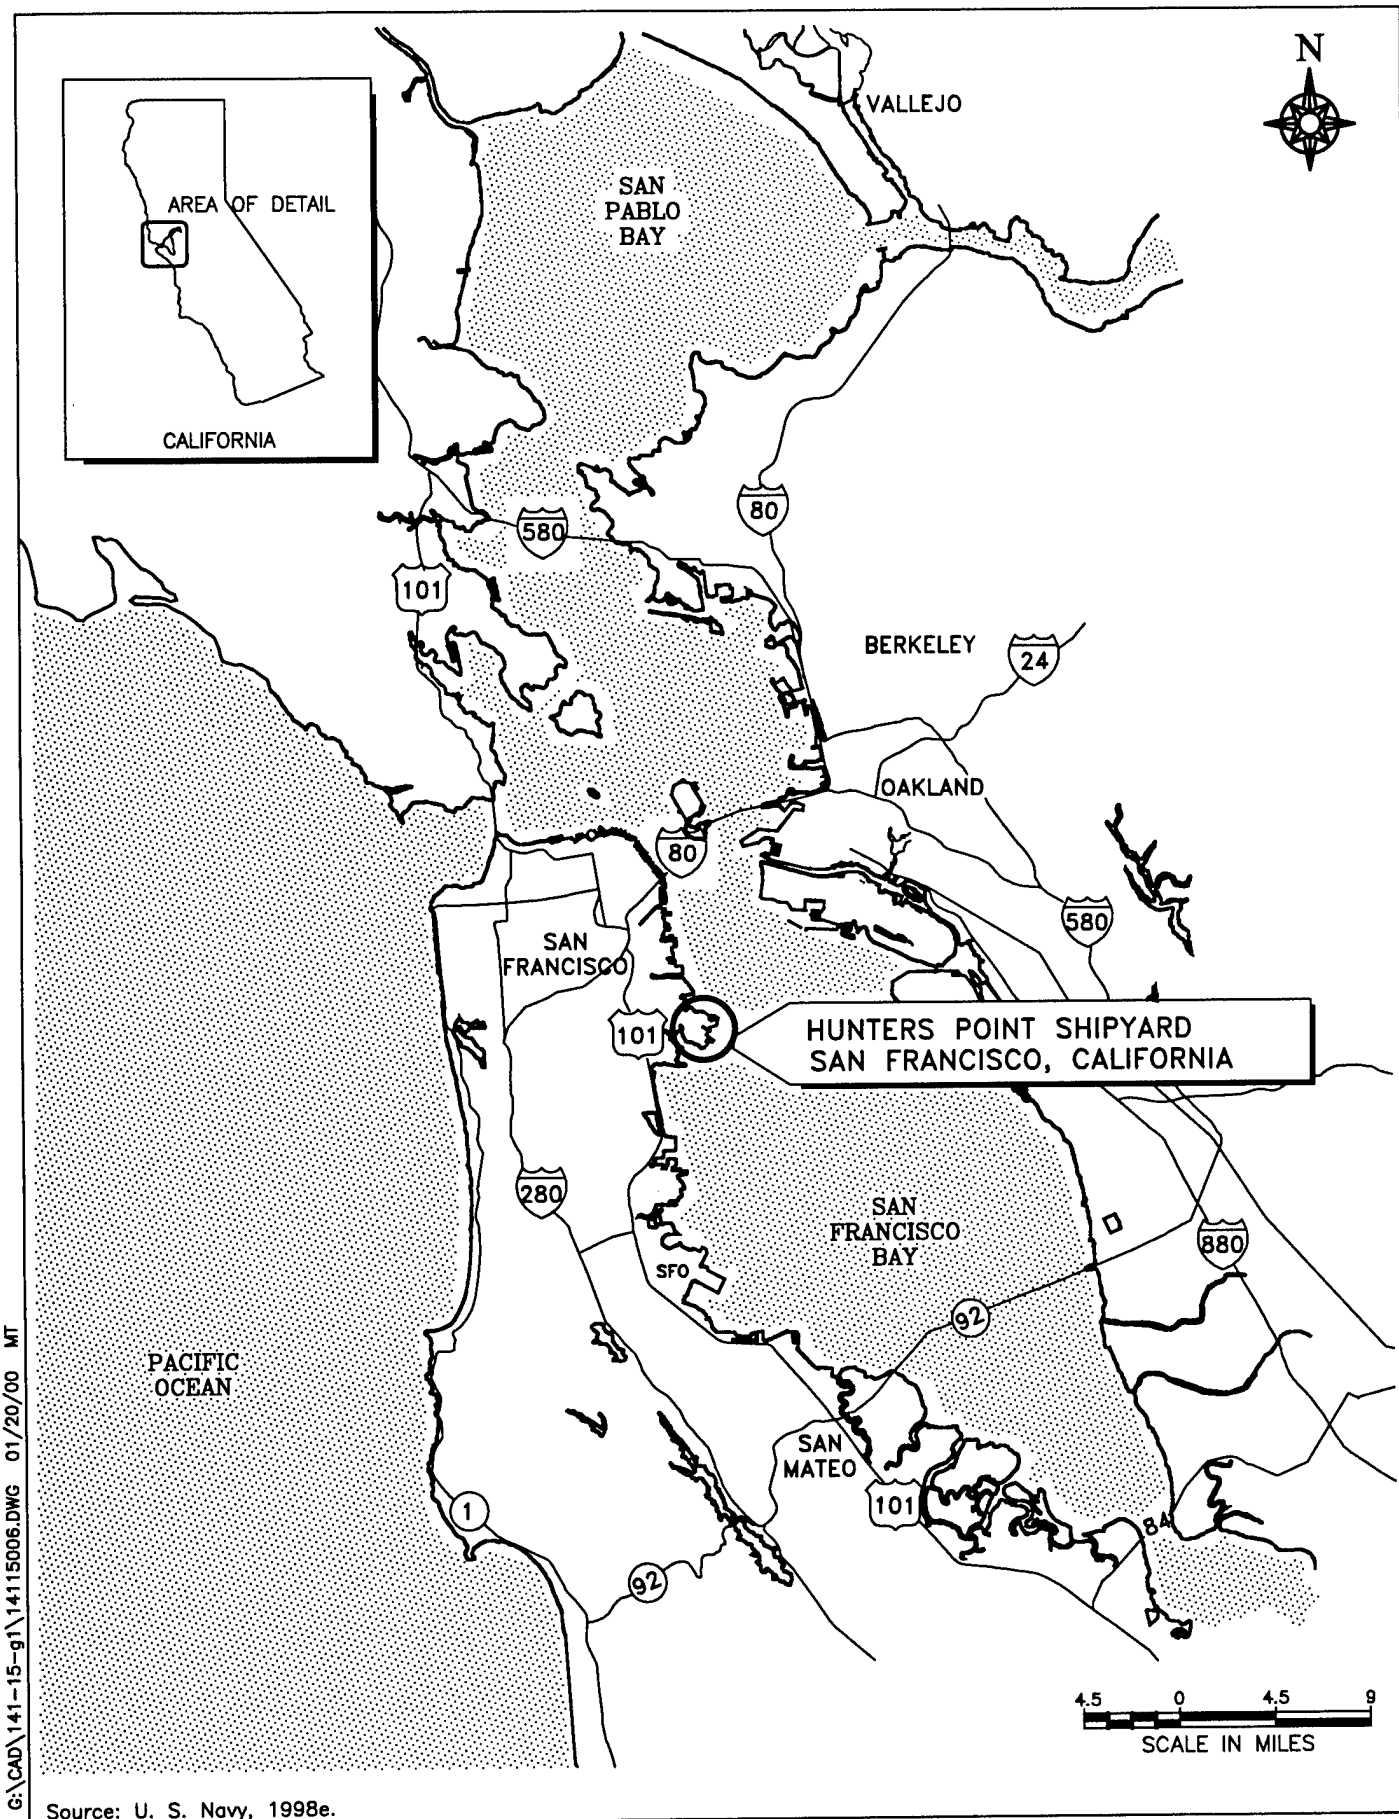 N
VALLEJO
SAN
PABLO
BAY
AREA OF DETAIL
CALIFORNIA
80
580
101
BERKELEY
24
OAKLAND
80
580
SAN
FRANCISCO
101
HUNTERS POINT SHIPYARD
SAN FRANCISCO, CALIFORNIA
280
SAN
FRANCISCO
BAY
880
SFO
92
PACIFIC
OCEAN
SAN
MATEO
101
1
84
92
4.5 0 4.5 9
SCALE IN MILES
G:\CAD\141-15-g1\14115006.DWG 01/20/00 MT
Source: U. S. Navy, 1998e.